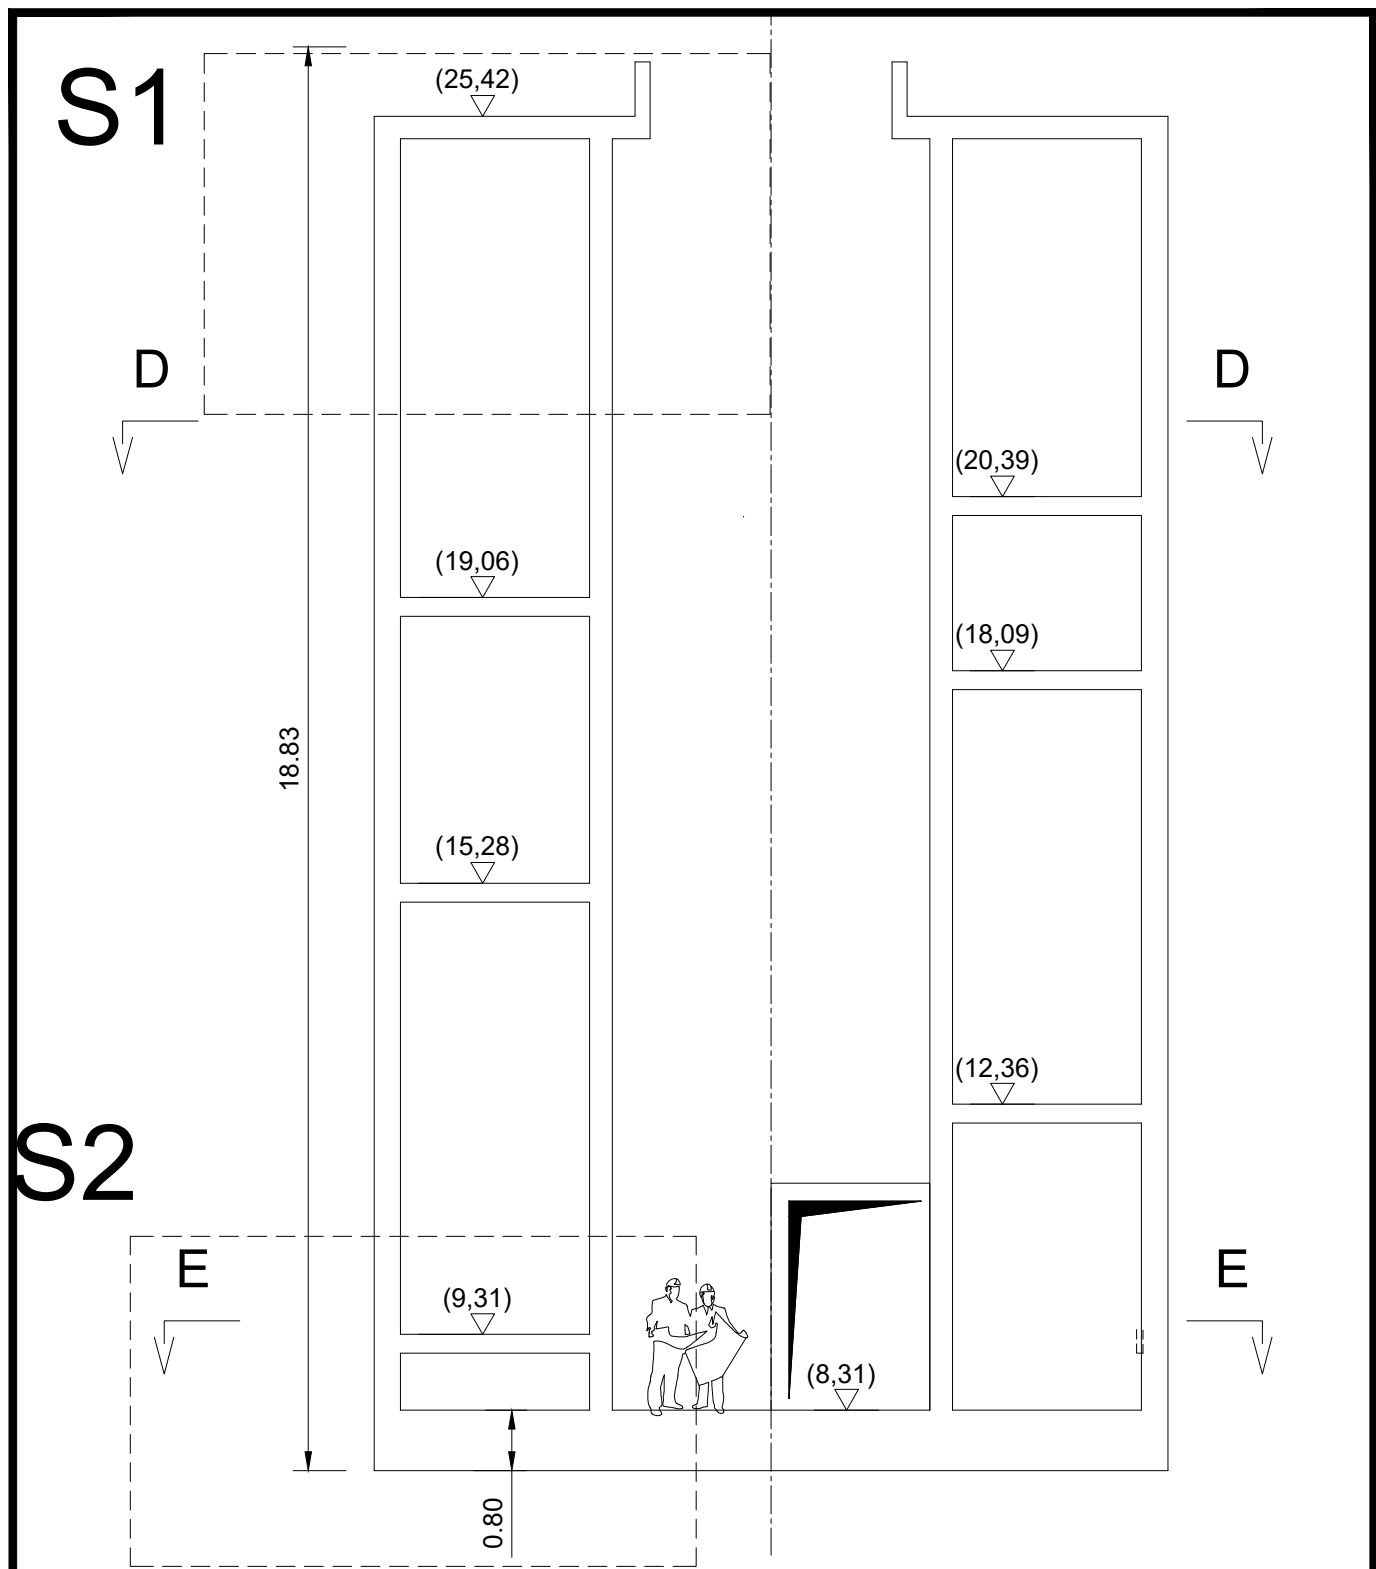 S1
(25,42)
D
D
(20,39)
(19,06)
(18,09)
18.83
(15,28)
(12,36)
S2
E
E
(9,31)
(8,31)
0.80